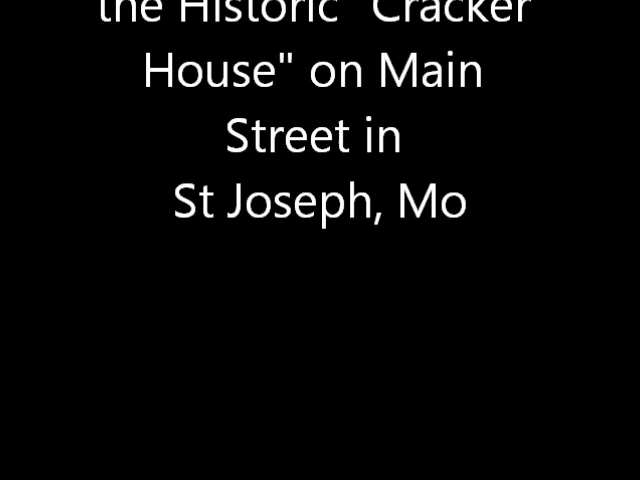 the Historic "Cracker
House" on Main
Street in
St Joseph, Mo